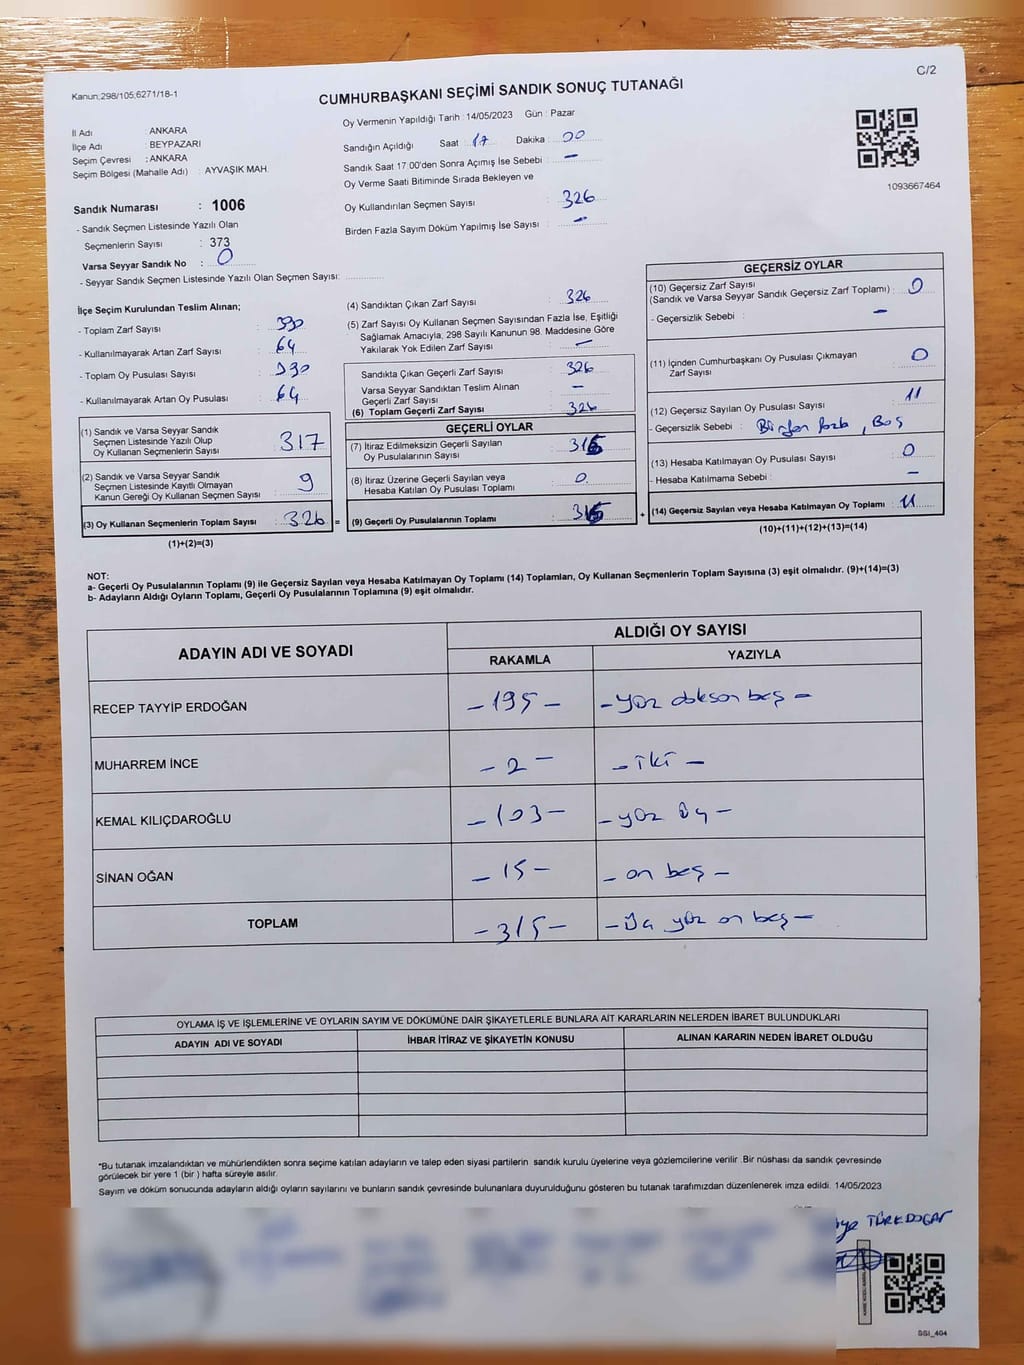 C/2
Kanun;298/105,6271/18-1
CUMHURBAŞKANI SEÇİMİ SANDIK SONUÇ TUTANAĞI
Oy Vermenin Yapıldığı Tarih : 14/05/2023 Gün : Pazar
İl Adı : ANKARA
İlçe Adı : BEYPAZARI
Seçim Çevresi : ANKARA
Seçim Bölgesi (Mahalle Adı) : AYVAŞIK MAH.
Sandığın Açıldığı Saat : 17 Dakika : 00
Sandık Saat 17.00'den Sonra Açımış İse Sebebi : –
Oy Verme Saati Bitiminde Sırada Bekleyen ve
Oy Kullandırılan Seçmen Sayısı : 326
Birden Fazla Sayım Döküm Yapılmış İse Sayısı : –
1093667464
Sandık Numarası : 1006
- Sandık Seçmen Listesinde Yazılı Olan
Seçmenlerin Sayısı : 373
Varsa Seyyar Sandık No : 0
- Seyyar Sandık Seçmen Listesinde Yazılı Olan Seçmen Sayısı:
İlçe Seçim Kurulundan Teslim Alınan;
- Toplam Zarf Sayısı : 390
- Kullanılmayarak Artan Zarf Sayısı : 64
- Toplam Oy Pusulası Sayısı : 390
- Kullanılmayarak Artan Oy Pusulası : 64
(1) Sandık ve Varsa Seyyar Sandık
Seçmen Listesinde Yazılı Olup
Oy Kullanan Seçmenlerin Sayısı : 317
(2) Sandık ve Varsa Seyyar Sandık
Seçmen Listesinde Kayıtlı Olmayan
Kanun Gereği Oy Kullanan Seçmen Sayısı : 9
(3) Oy Kullanan Seçmenlerin Toplam Sayısı : 326 =
(1)+(2)=(3)
(4) Sandıktan Çıkan Zarf Sayısı : 326
(5) Zarf Sayısı Oy Kullanan Seçmen Sayısından Fazla İse, Eşitliği
Sağlamak Amacıyla, 298 Sayılı Kanunun 98. Maddesine Göre
Yakılarak Yok Edilen Zarf Sayısı : –
Sandıkta Çıkan Geçerli Zarf Sayısı : 326
Varsa Seyyar Sandıktan Teslim Alınan
Geçerli Zarf Sayısı : –
(6) Toplam Geçerli Zarf Sayısı : 326
GEÇERLİ OYLAR
(7) İtiraz Edilmeksizin Geçerli Sayılan
Oy Pusulalarının Sayısı : 315
(8) İtiraz Üzerine Geçerli Sayılan veya
Hesaba Katılan Oy Pusulası Toplamı : 0
(9) Geçerli Oy Pusulalarının Toplamı : 315 +
GEÇERSİZ OYLAR
(10) Geçersiz Zarf Sayısı
(Sandık ve Varsa Seyyar Sandık Geçersiz Zarf Toplamı) : 0
- Geçersizlik Sebebi : –
(11) İçinden Cumhurbaşkanı Oy Pusulası Çıkmayan
Zarf Sayısı : 0
(12) Geçersiz Sayılan Oy Pusulası Sayısı : 11
- Geçersizlik Sebebi : Birden fazla , Boş
(13) Hesaba Katılmayan Oy Pusulası Sayısı : 0
- Hesaba Katılmama Sebebi : –
(14) Geçersiz Sayılan veya Hesaba Katılmayan Oy Toplamı : 11
(10)+(11)+(12)+(13)=(14)
NOT:
a- Geçerli Oy Pusulalarının Toplamı (9) ile Geçersiz Sayılan veya Hesaba Katılmayan Oy Toplamı (14) Toplamları, Oy Kullanan Seçmenlerin Toplam Sayısına (3) eşit olmalıdır. (9)+(14)=(3)
b- Adayların Aldığı Oyların Toplamı, Geçerli Oy Pusulalarının Toplamına (9) eşit olmalıdır.
ADAYIN ADI VE SOYADI ALDIĞI OY SAYISI
RAKAMLA YAZIYLA
RECEP TAYYİP ERDOĞAN – 195 – – yüz doksan beş –
MUHARREM İNCE – 2 – – iki –
KEMAL KILIÇDAROĞLU – 103 – – yüz üç –
SİNAN OĞAN – 15 – – on beş –
TOPLAM – 315 – – Üç yüz on beş –
OYLAMA İŞ VE İŞLEMLERİNE VE OYLARIN SAYIM VE DÖKÜMÜNE DAİR ŞİKAYETLERLE BUNLARA AİT KARARLARIN NELERDEN İBARET BULUNDUKLARI
ADAYIN ADI VE SOYADI İHBAR İTİRAZ VE ŞİKAYETİN KONUSU ALINAN KARARIN NEDEN İBARET OLDUĞU
*Bu tutanak imzalandıktan ve mühürlendikten sonra seçime katılan adayların ve talep eden siyasi partilerin sandık kurulu üyelerine veya gözlemcilerine verilir .Bir nüshası da sandık çevresinde
görülecek bir yere 1 (bir ) hafta süreyle asılır.
Sayım ve döküm sonucunda adayların aldığı oyların sayılarını ve bunların sandık çevresinde bulunanlara duyurulduğunu gösteren bu tutanak tarafımızdan düzenlenerek imza edildi. 14/05/2023
TÜRKDOĞAN
SSI_404